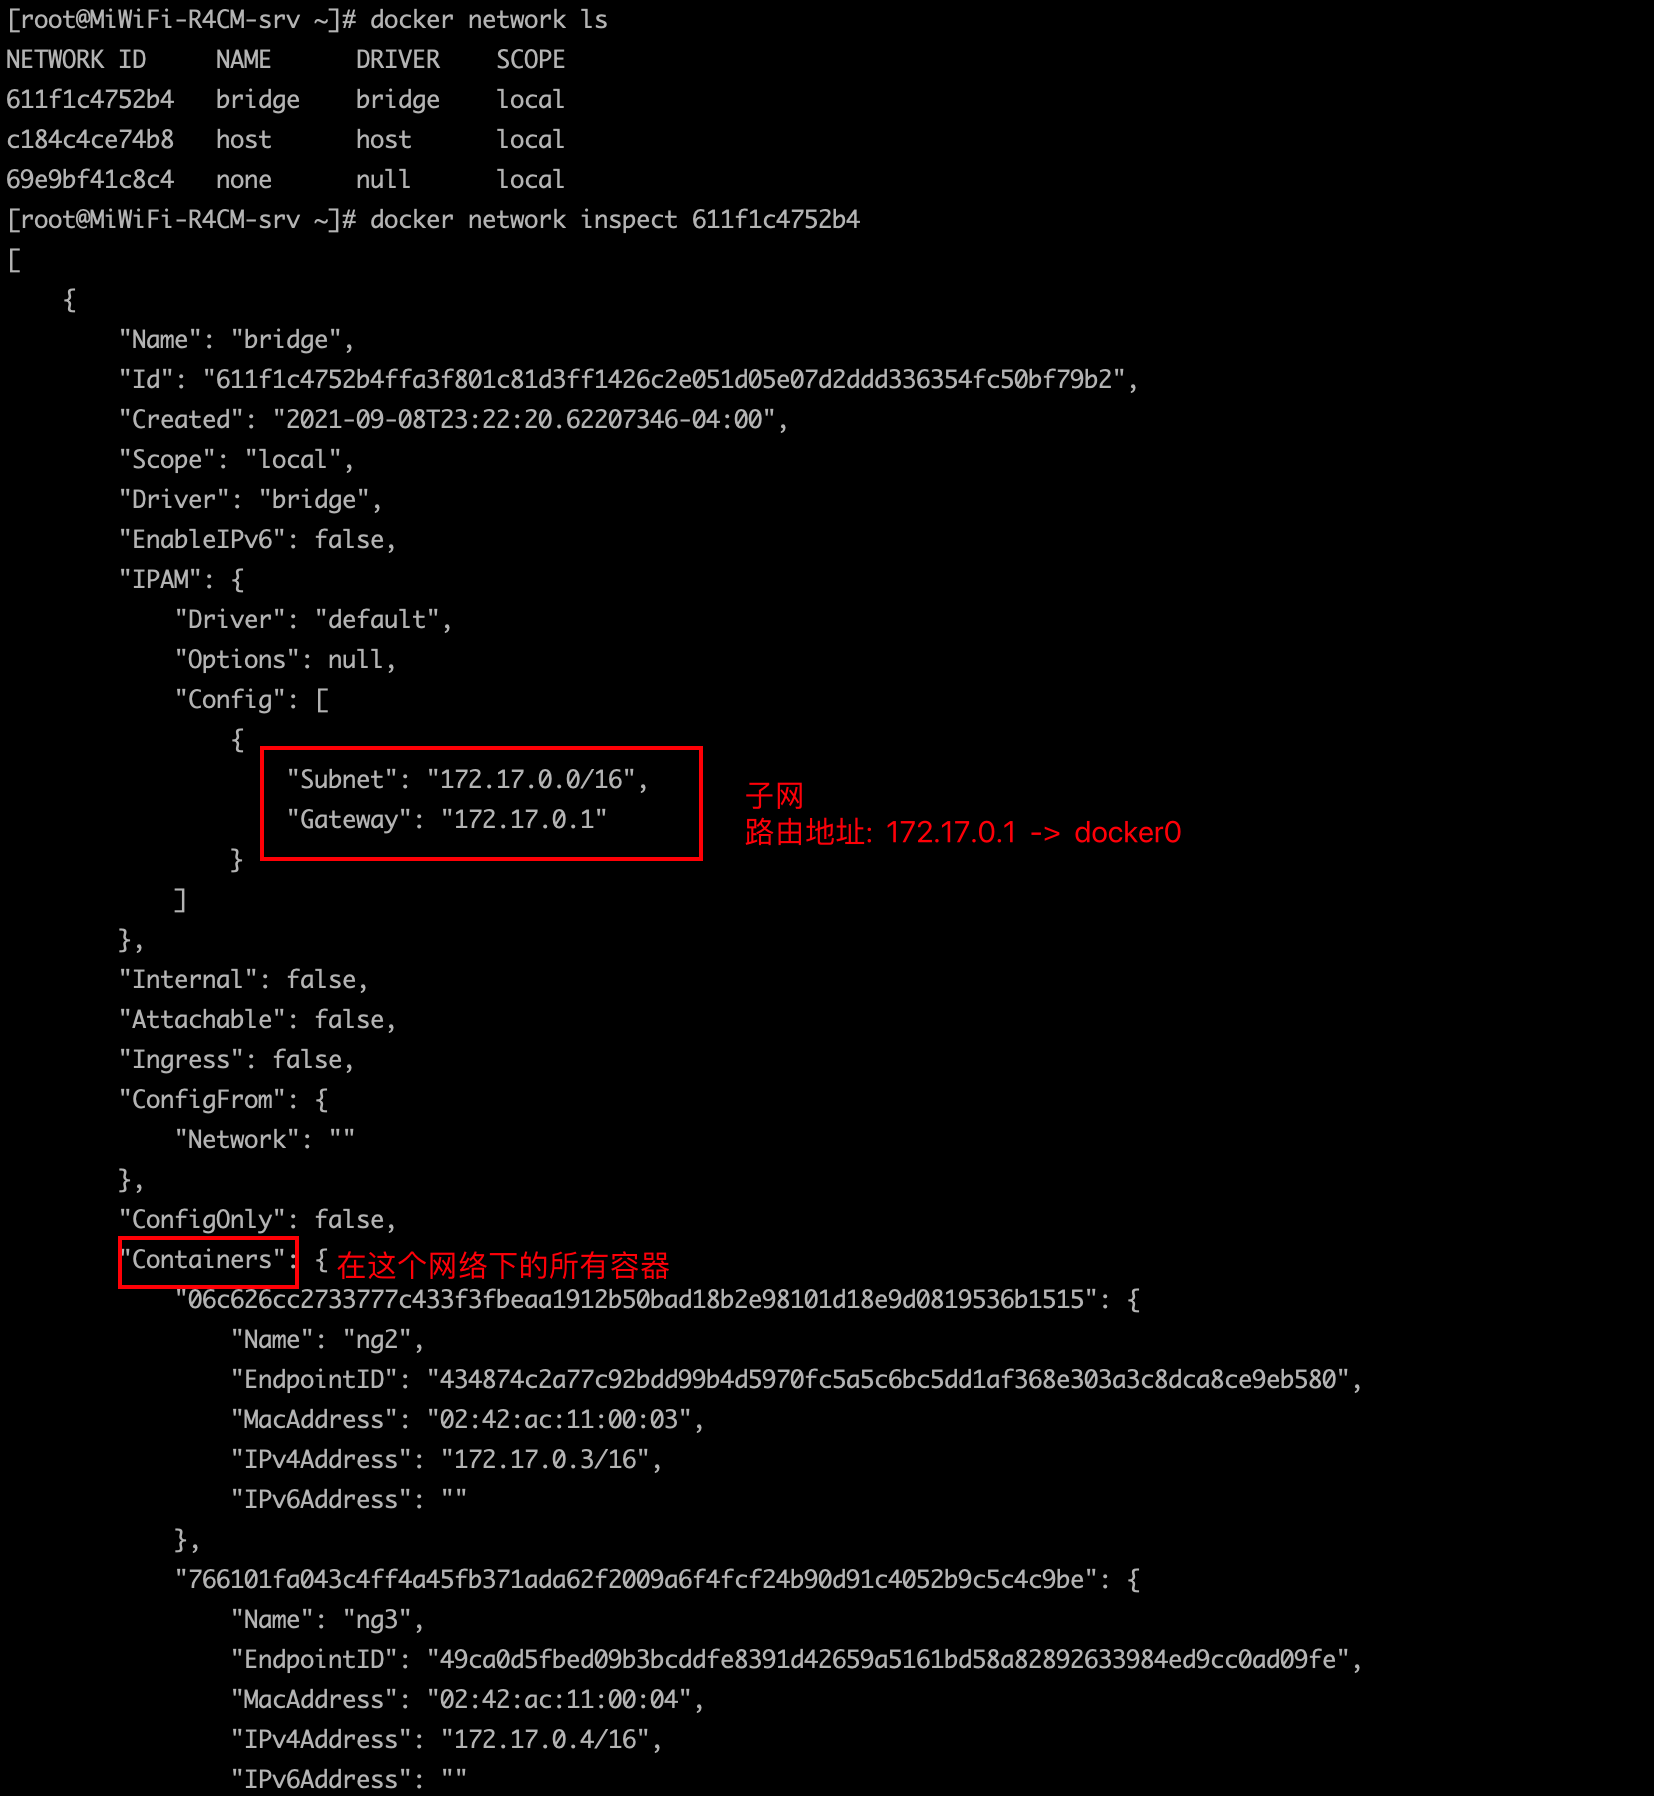 [root@MiWiFi-R4CM-srv ~]# docker network ls
NETWORK ID     NAME      DRIVER    SCOPE
611f1c4752b4   bridge    bridge    local
c184c4ce74b8   host      host      local
69e9bf41c8c4   none      null      local
[root@MiWiFi-R4CM-srv ~]# docker network inspect 611f1c4752b4
[
    {
        "Name": "bridge",
        "Id": "611f1c4752b4ffa3f801c81d3ff1426c2e051d05e07d2ddd336354fc50bf79b2",
        "Created": "2021-09-08T23:22:20.62207346-04:00",
        "Scope": "local",
        "Driver": "bridge",
        "EnableIPv6": false,
        "IPAM": {
            "Driver": "default",
            "Options": null,
            "Config": [
                {
                    "Subnet": "172.17.0.0/16",
                    "Gateway": "172.17.0.1"
子网
路由地址: 172.17.0.1 -> docker0
                }
            ]
        },
        "Internal": false,
        "Attachable": false,
        "Ingress": false,
        "ConfigFrom": {
            "Network": ""
        },
        "ConfigOnly": false,
        "Containers": { 在这个网络下的所有容器
            "06c626cc2733777c433f3fbeaa1912b50bad18b2e98101d18e9d0819536b1515": {
                "Name": "ng2",
                "EndpointID": "434874c2a77c92bdd99b4d5970fc5a5c6bc5dd1af368e303a3c8dca8ce9eb580",
                "MacAddress": "02:42:ac:11:00:03",
                "IPv4Address": "172.17.0.3/16",
                "IPv6Address": ""
            },
            "766101fa043c4ff4a45fb371ada62f2009a6f4fcf24b90d91c4052b9c5c4c9be": {
                "Name": "ng3",
                "EndpointID": "49ca0d5fbed09b3bcddfe8391d42659a5161bd58a82892633984ed9cc0ad09fe",
                "MacAddress": "02:42:ac:11:00:04",
                "IPv4Address": "172.17.0.4/16",
                "IPv6Address": ""